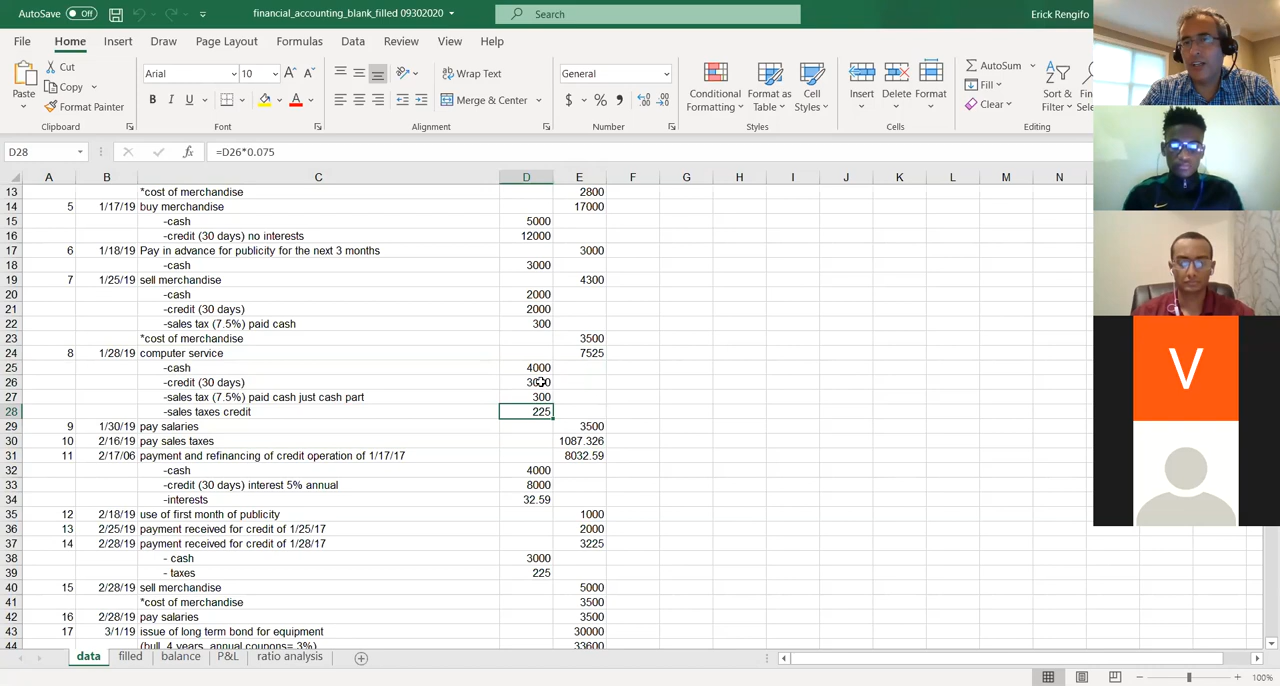 AutoSave Off financial_accounting_blank_filled 09302020 Search Erick Rengifo
File Home Insert Draw Page Layout Formulas Data Review View Help
Paste Cut Copy Format Painter Clipboard
Arial 10 A A B I U A Font
Wrap Text Merge & Center Alignment
General $ % , Number
Conditional Formatting Format as Table Cell Styles Styles
Insert Delete Format Cells
AutoSum Fill Clear Sort & Filter Editing
D28 fx =D26*0.075
A B C D E F G H I J K L M N
13 *cost of merchandise 2800
14 5 1/17/19 buy merchandise 17000
15 -cash 5000
16 -credit (30 days) no interests 12000
17 6 1/18/19 Pay in advance for publicity for the next 3 months 3000
18 -cash 3000
19 7 1/25/19 sell merchandise 4300
20 -cash 2000
21 -credit (30 days) 2000
22 -sales tax (7.5%) paid cash 300
23 *cost of merchandise 3500
24 8 1/28/19 computer service 7525
25 -cash 4000
26 -credit (30 days)
27 -sales tax (7.5%) paid cash just cash part 300
28 -sales taxes credit 225
29 9 1/30/19 pay salaries 3500
30 10 2/16/19 pay sales taxes 1087.326
31 11 2/17/06 payment and refinancing of credit operation of 1/17/17 8032.59
32 -cash 4000
33 -credit (30 days) interest 5% annual 8000
34 -interests 32.59
35 12 2/18/19 use of first month of publicity 1000
36 13 2/25/19 payment received for credit of 1/25/17 2000
37 14 2/28/19 payment received for credit of 1/28/17 3225
38 - cash 3000
39 - taxes 225
40 15 2/28/19 sell merchandise 5000
41 *cost of merchandise 3500
42 16 2/28/19 pay salaries 3500
43 17 3/1/19 issue of long term bond for equipment 30000
44 (bull, 4 years, annual coupons= 3%) 33600
data filled balance P&L ratio analysis
100%
V